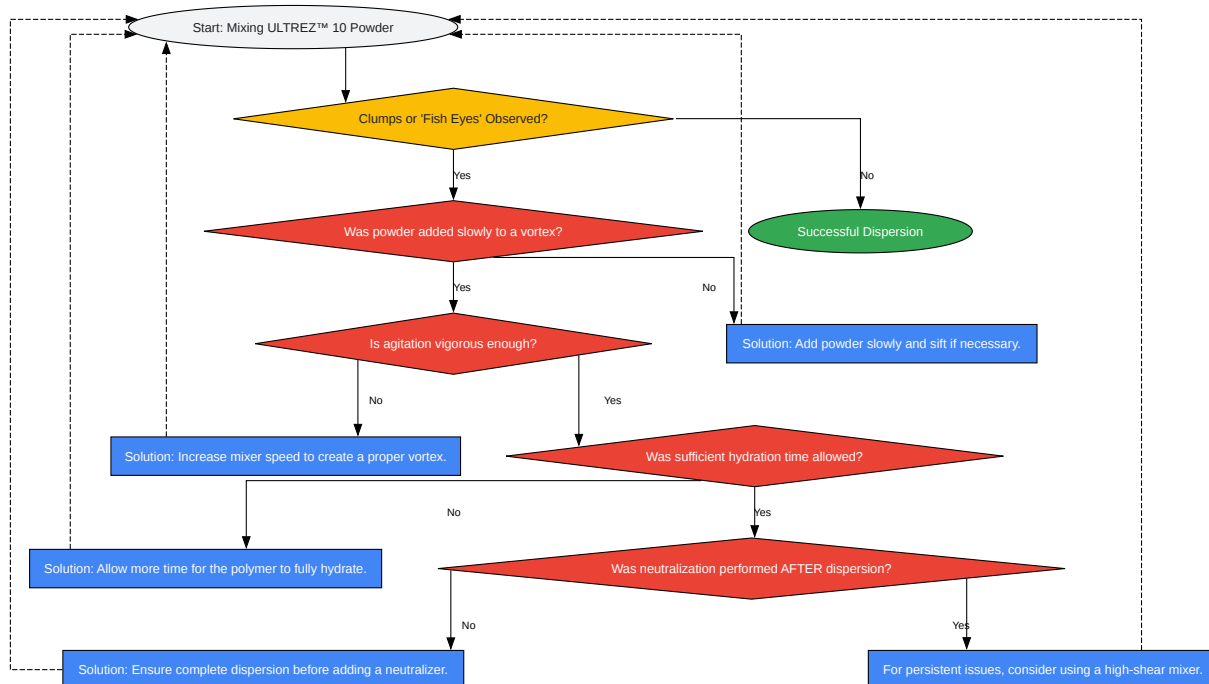 Start: Mixing ULTREZ™ 10 Powder
Clumps or 'Fish Eyes' Observed?
Yes
No
Was powder added slowly to a vortex?
Successful Dispersion
Yes
No
Is agitation vigorous enough?
Solution: Add powder slowly and sift if necessary.
No
Yes
Solution: Increase mixer speed to create a proper vortex.
Was sufficient hydration time allowed?
No
Yes
Solution: Allow more time for the polymer to fully hydrate.
Was neutralization performed AFTER dispersion?
No
Yes
Solution: Ensure complete dispersion before adding a neutralizer.
For persistent issues, consider using a high-shear mixer.